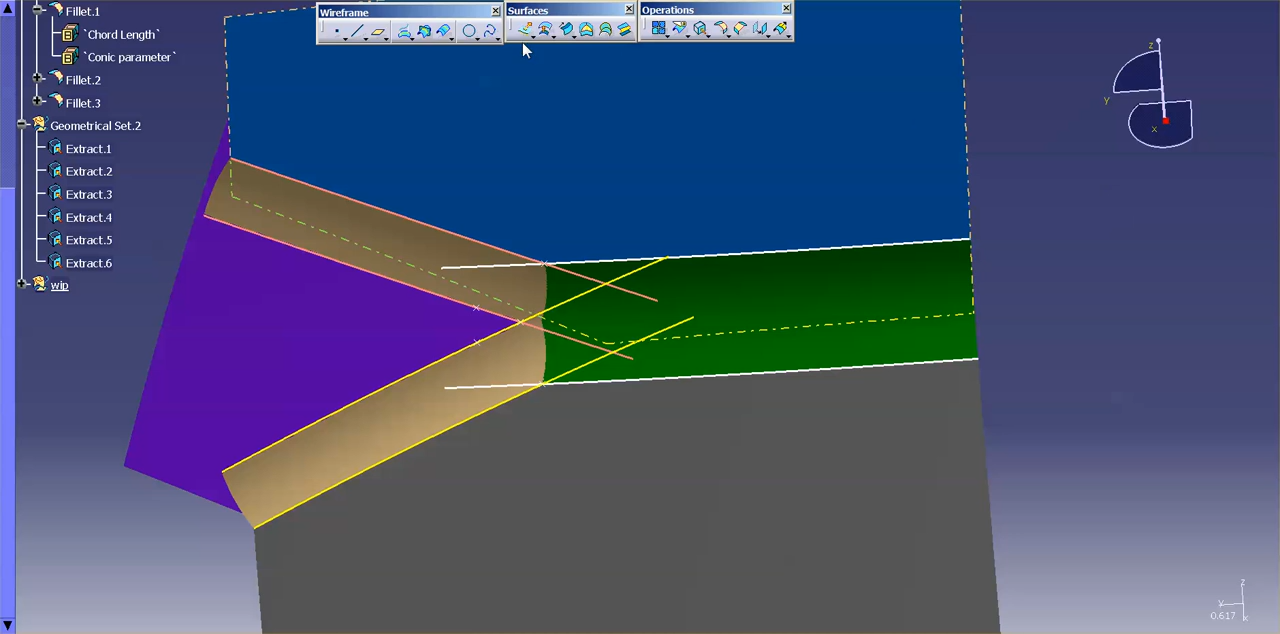 Fillet.1
`Chord Length`
`Conic parameter`
Fillet.2
Fillet.3
Geometrical Set.2
Extract.1
Extract.2
Extract.3
Extract.4
Extract.5
Extract.6
wip
Wireframe
Surfaces
Operations
z
y
x
z
y
x
0.617